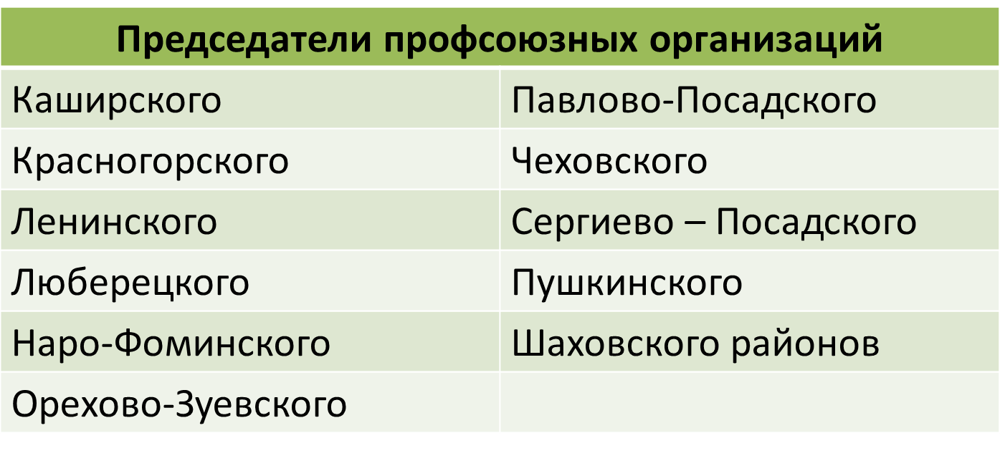 Председатели профсоюзных организаций
Каширского
Павлово-Посадского
Красногорского
Чеховского
Ленинского
Сергиево – Посадского
Люберецкого
Пушкинского
Наро-Фоминского
Шаховского районов
Орехово-Зуевского